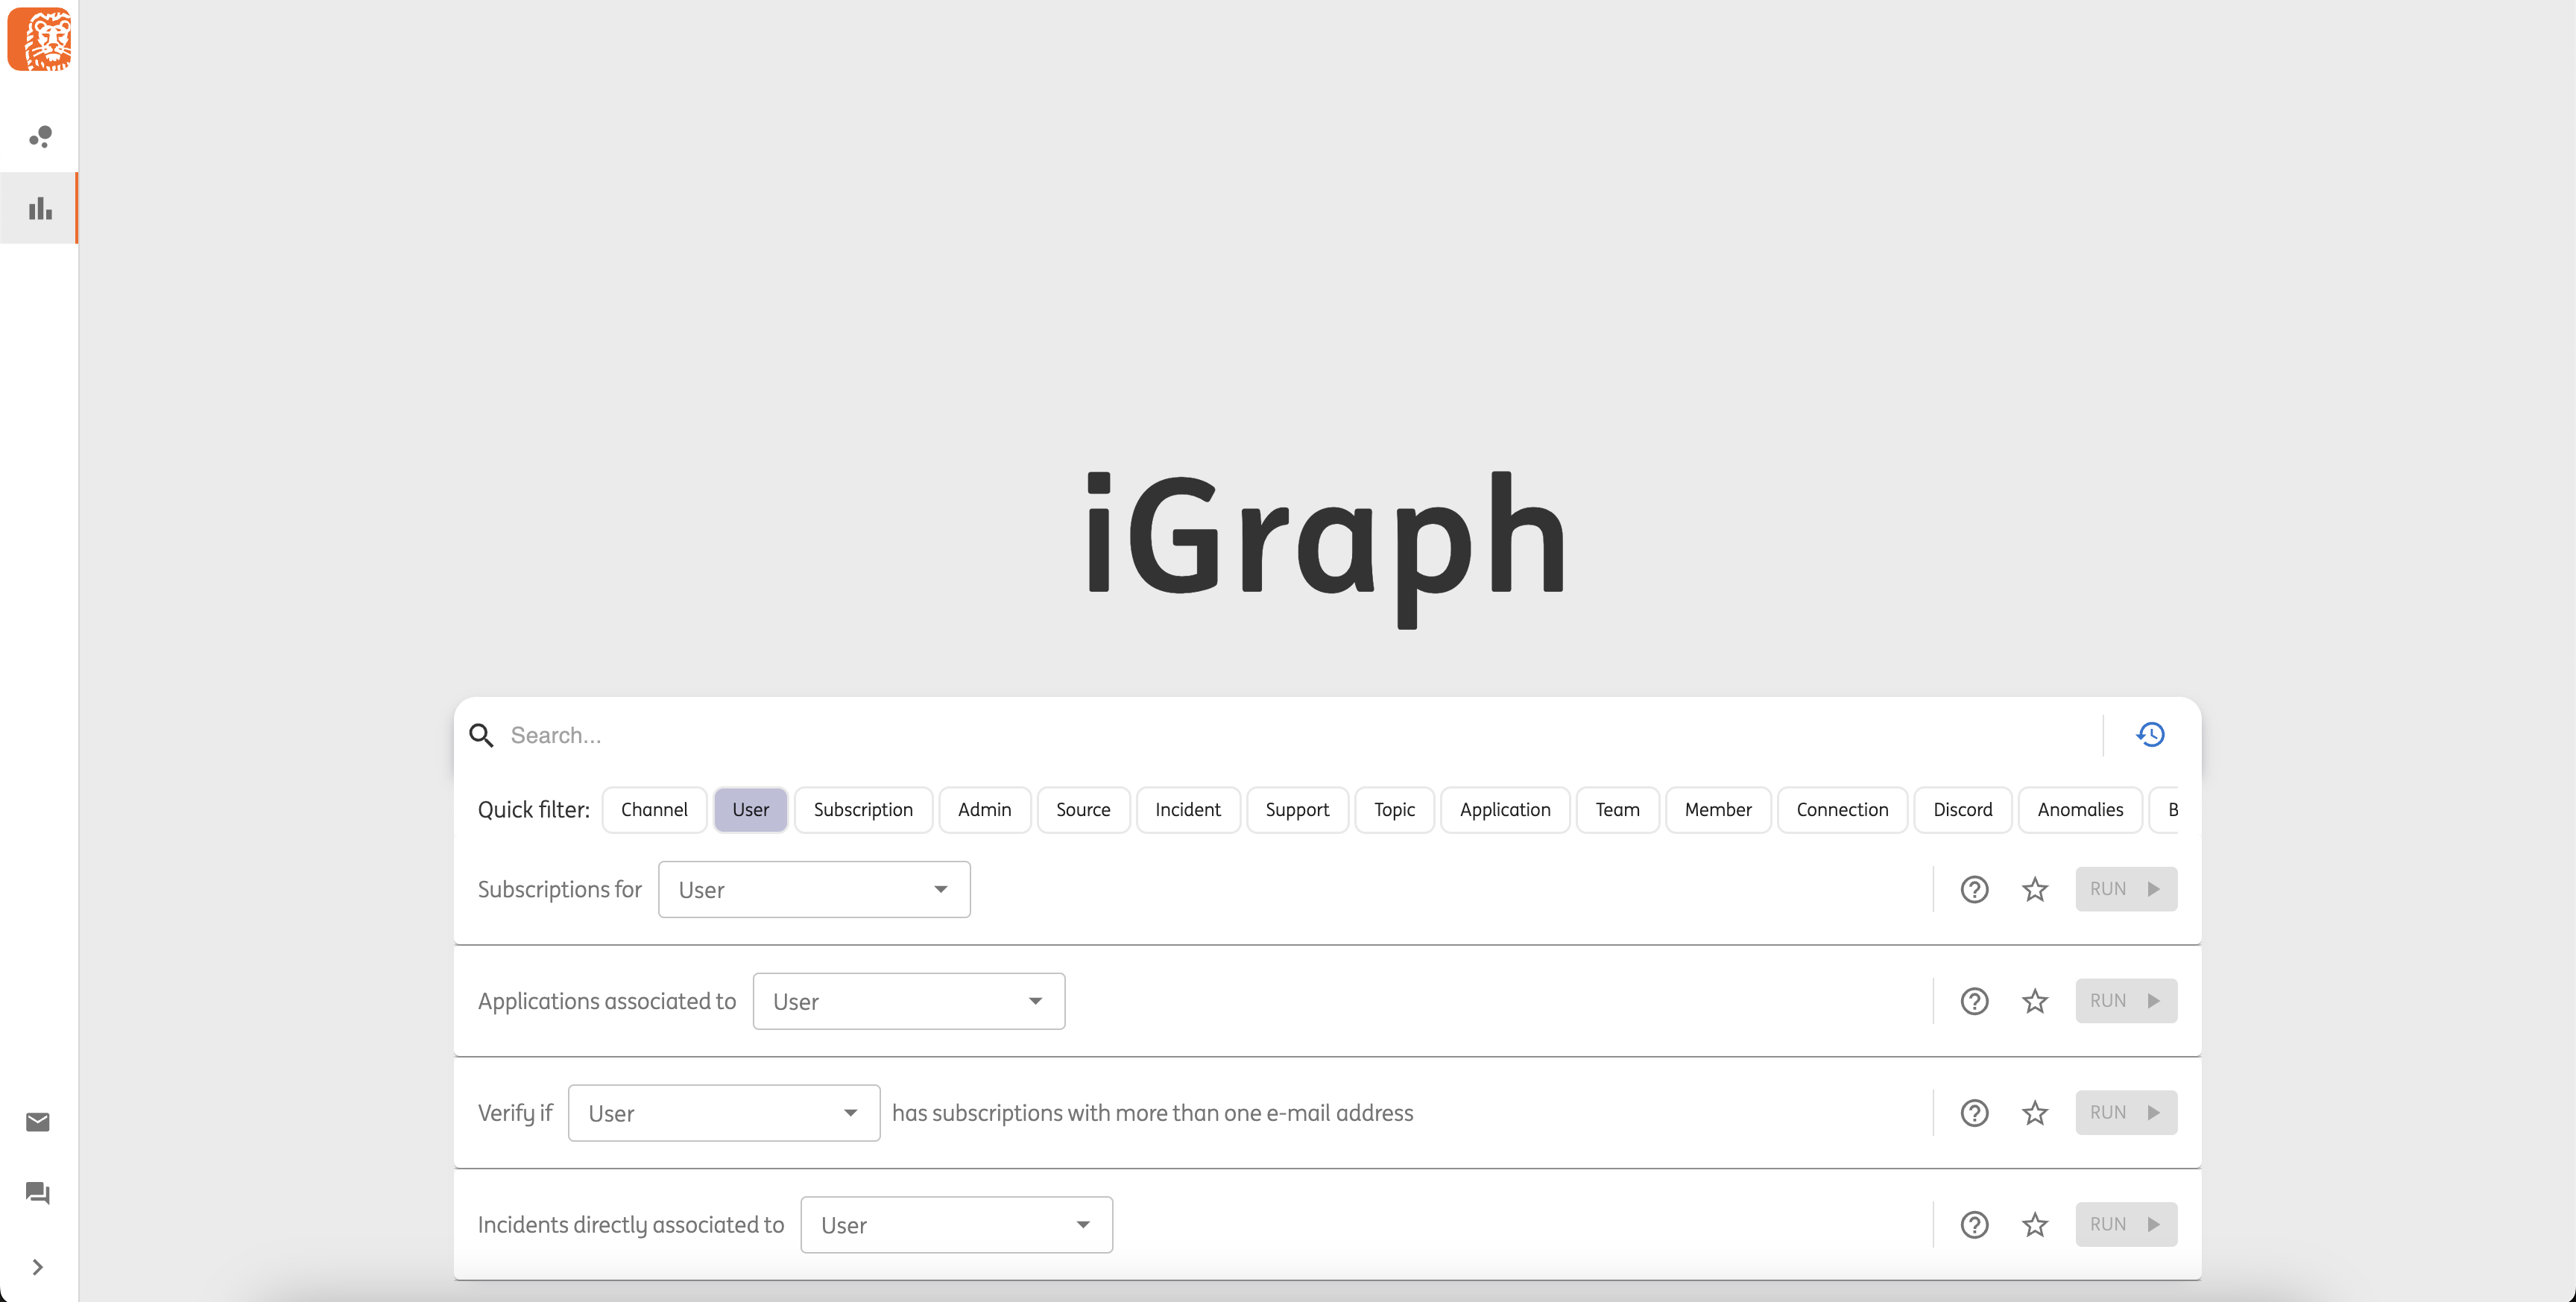 iGraph
Search...
Quick filter: Channel User Subscription Admin Source Incident Support Topic Application Team Member Connection Discord Anomalies B
Subscriptions for User RUN
Applications associated to User RUN
Verify if User has subscriptions with more than one e-mail address RUN
Incidents directly associated to User RUN